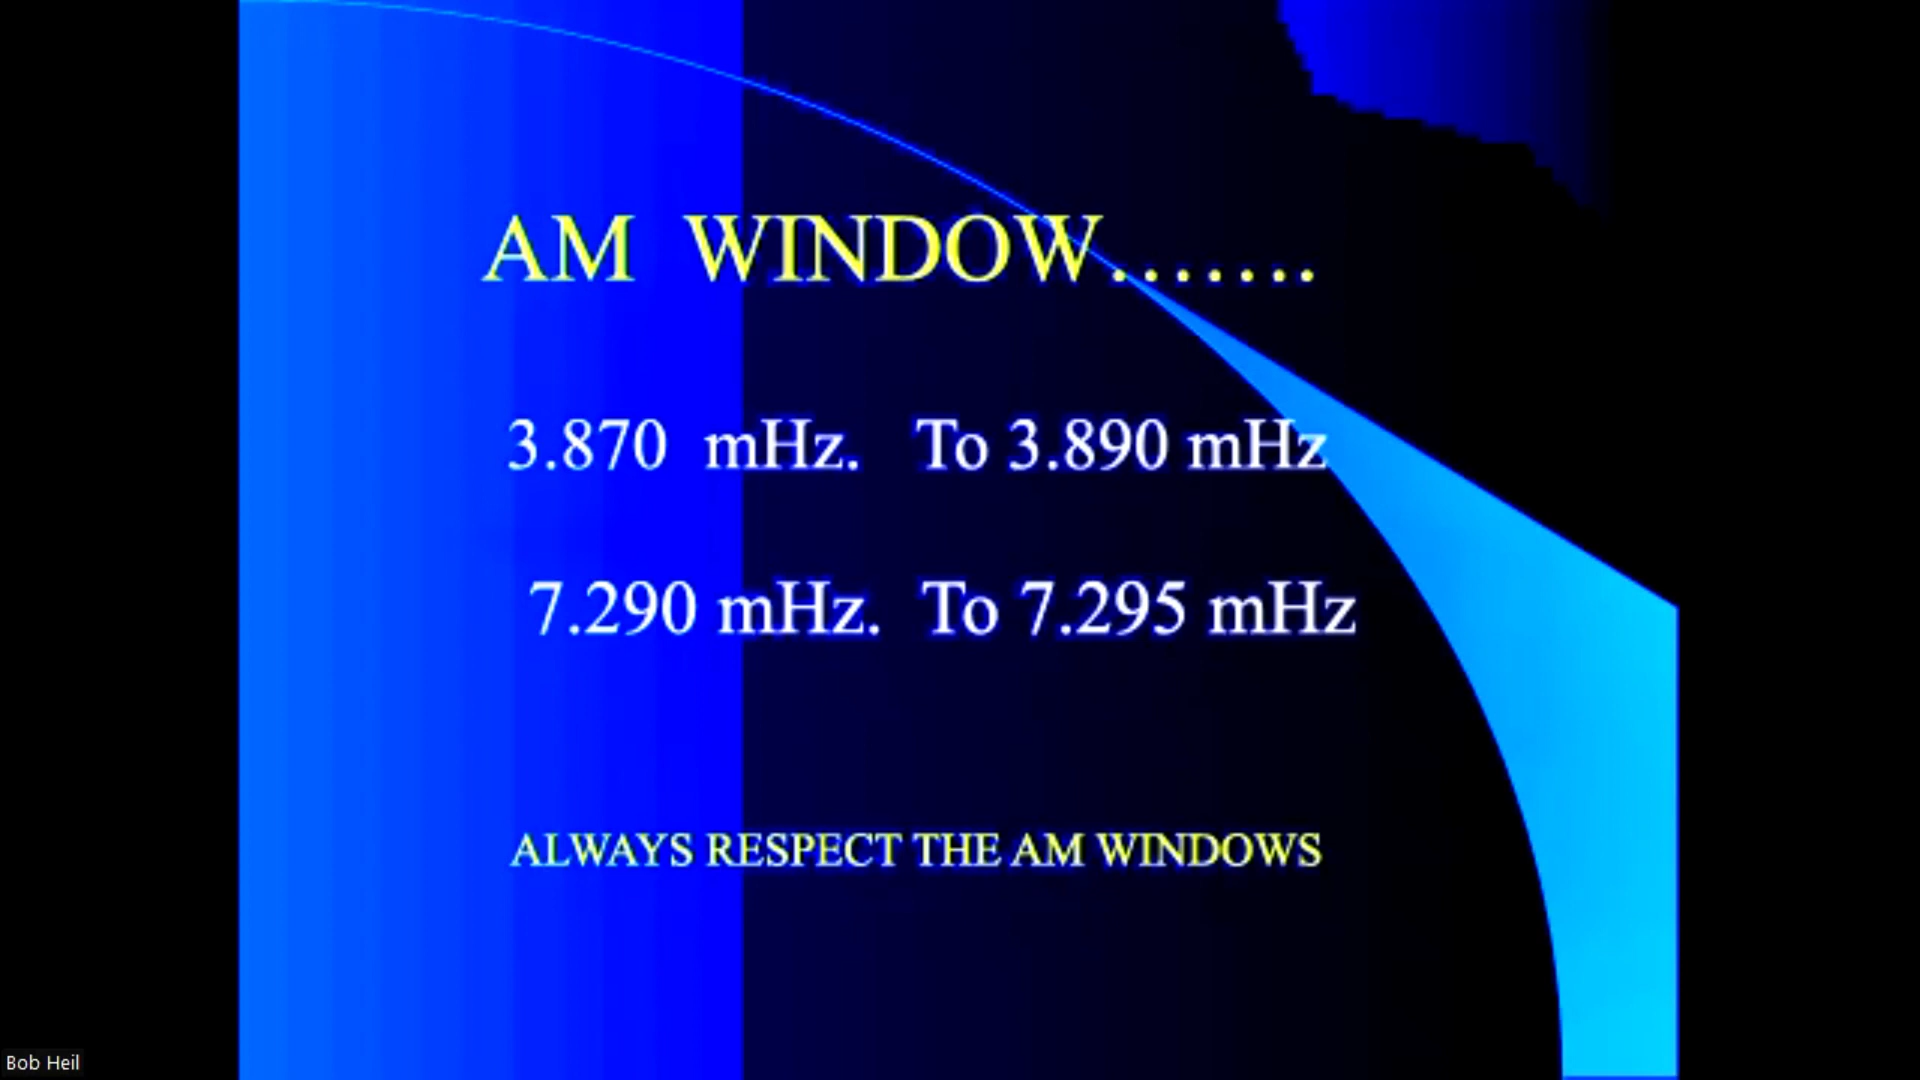 AM WINDOW.......
3.870 mHz. To 3.890 mHz
7.290 mHz. To 7.295 mHz
ALWAYS RESPECT THE AM WINDOWS
Bob Heil